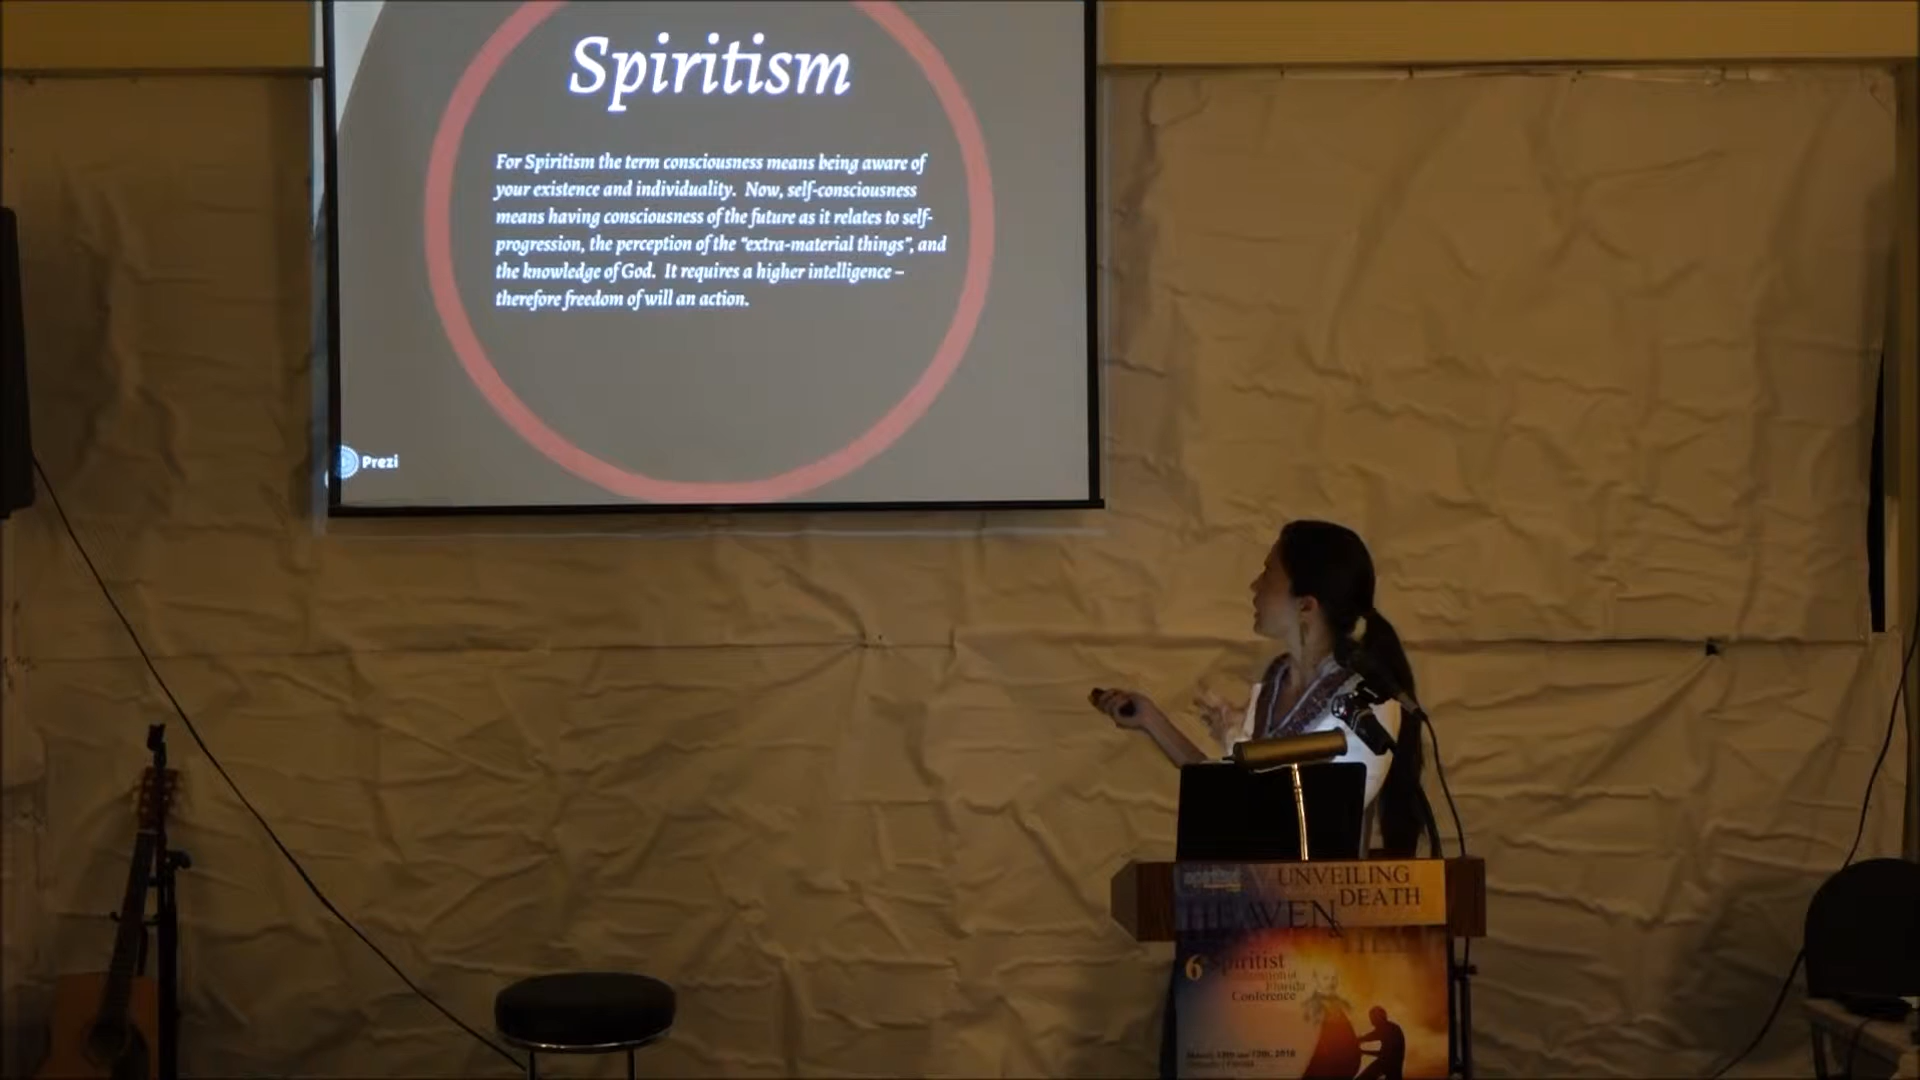 Spiritism
For Spiritism the term consciousness means being aware of
your existence and individuality. Now, self-consciousness
means having consciousness of the future as it relates to self-
progression, the perception of the "extra-material things", and
the knowledge of God. It requires a higher intelligence –
therefore freedom of will an action.
Prezi
UNVEILING
DEATH
HEAVEN
6 Spiritist
Florida
Conference